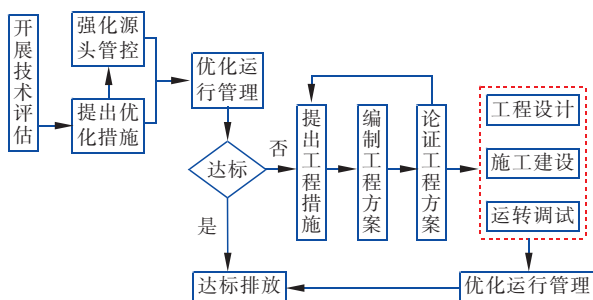 开展技术评估
强化源
头管控
提出优
化措施
优化运
行管理
达标
否
是
提出工程措施
编制工程方案
论证工程方案
工程设计
施工建设
运转调试
达标排放
优化运行管理